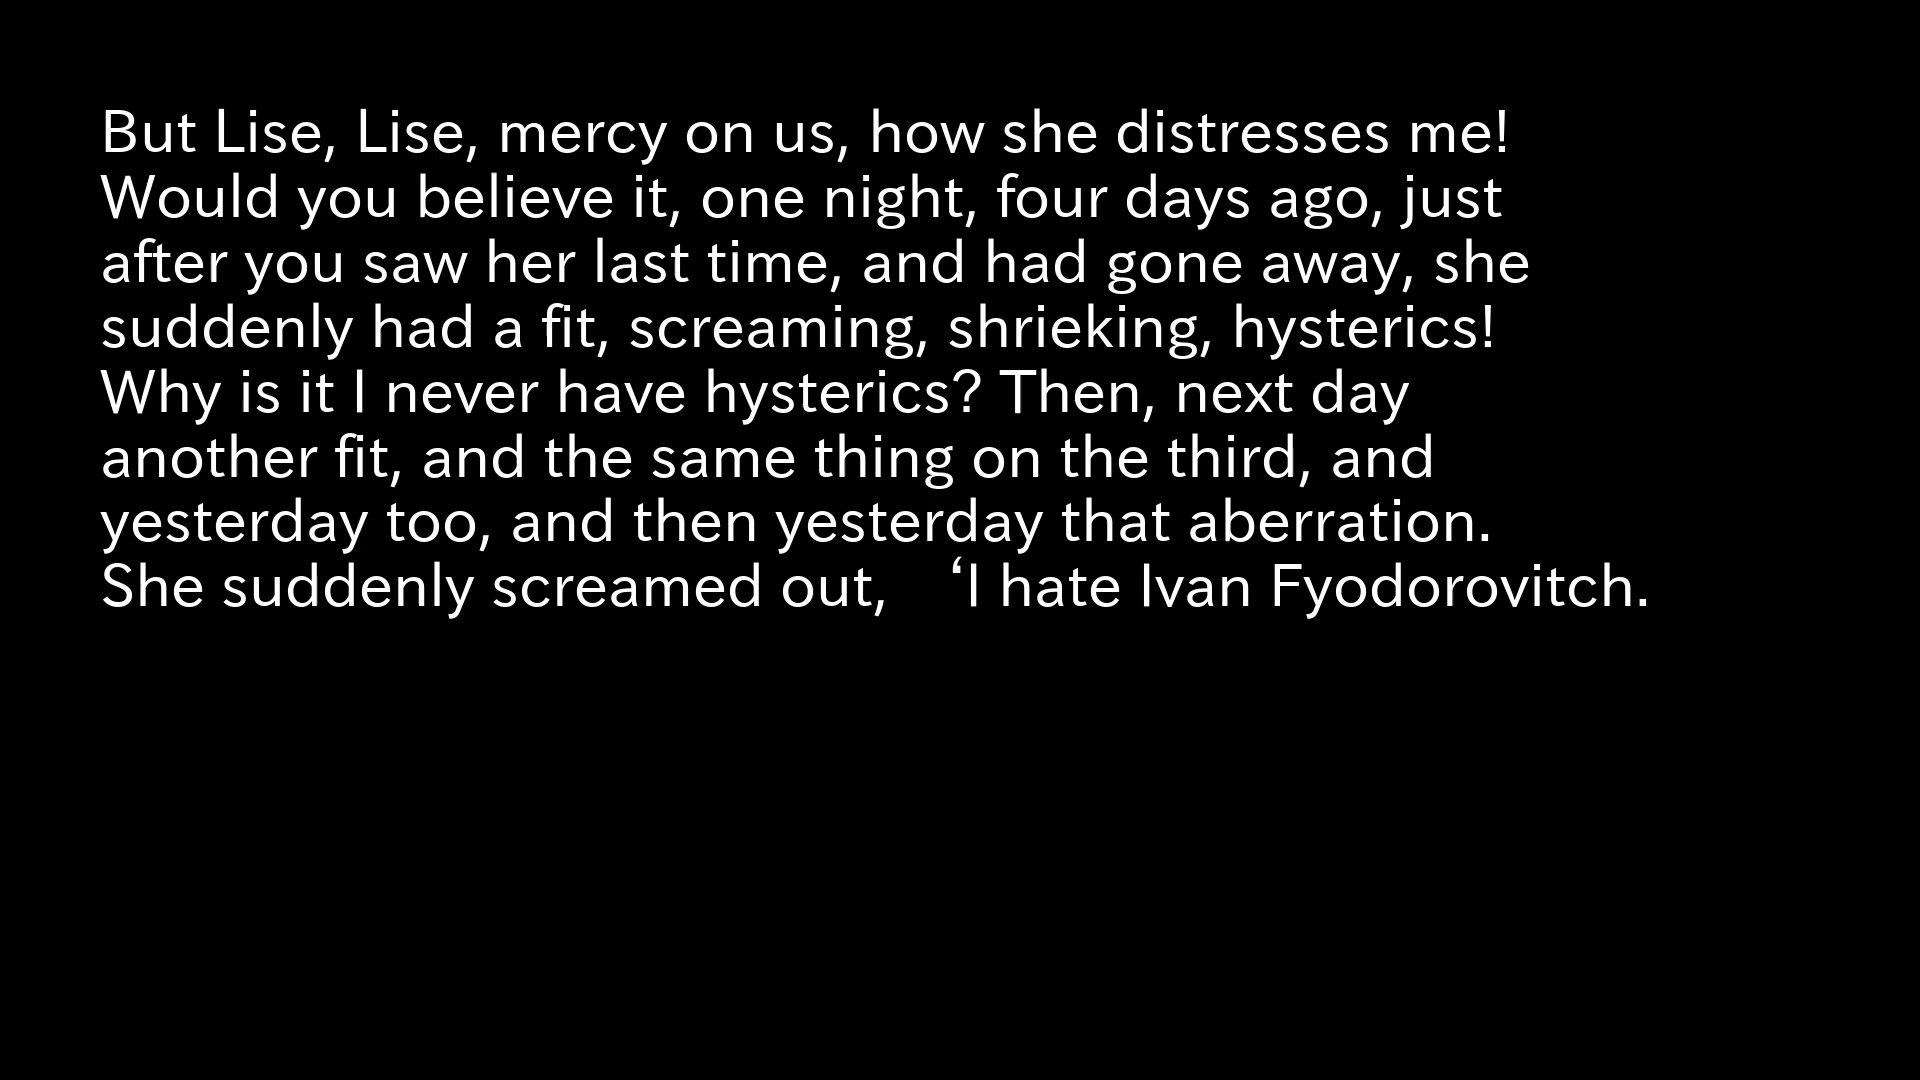 But Lise, Lise, mercy on us, how she distresses me!
Would you believe it, one night, four days ago, just
after you saw her last time, and had gone away, she
suddenly had a fit, screaming, shrieking, hysterics!
Why is it I never have hysterics? Then, next day
another fit, and the same thing on the third, and
yesterday too, and then yesterday that aberration.
She suddenly screamed out, ‘I hate Ivan Fyodorovitch.